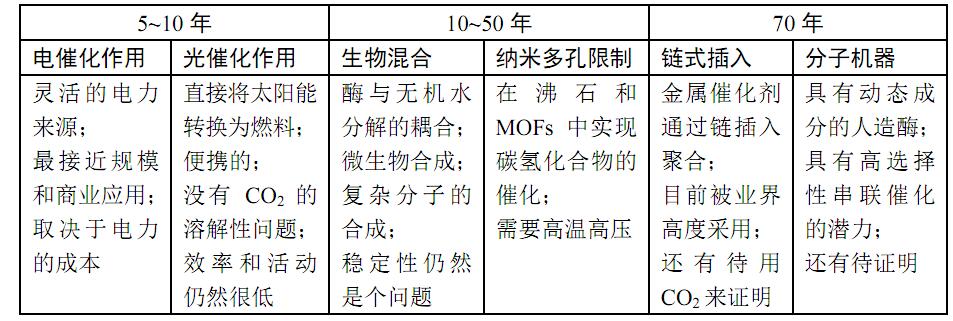 5~10 年
10~50 年
70 年
电催化作用
光催化作用
生物混合
纳米多孔限制
链式插入
分子机器
灵活的电力
来源；
最接近规模
和商业应用；
取决于电力
的成本
直接将太阳能
转换为燃料；
便携的；
没有 CO2 的
溶解性问题；
效率和活动
仍然很低
酶与无机水
分解的耦合；
微生物合成；
复杂分子的
合成；
稳定性仍然
是个问题
在沸石和
MOFs 中实现
碳氢化合物的
催化；
需要高温高压
金属催化剂
通过链插入
聚合；
目前被业界
高度采用；
还有待用
CO2 来证明
具有动态成
分的人造酶；
具有高选择
性串联催化
的潜力；
还有待证明